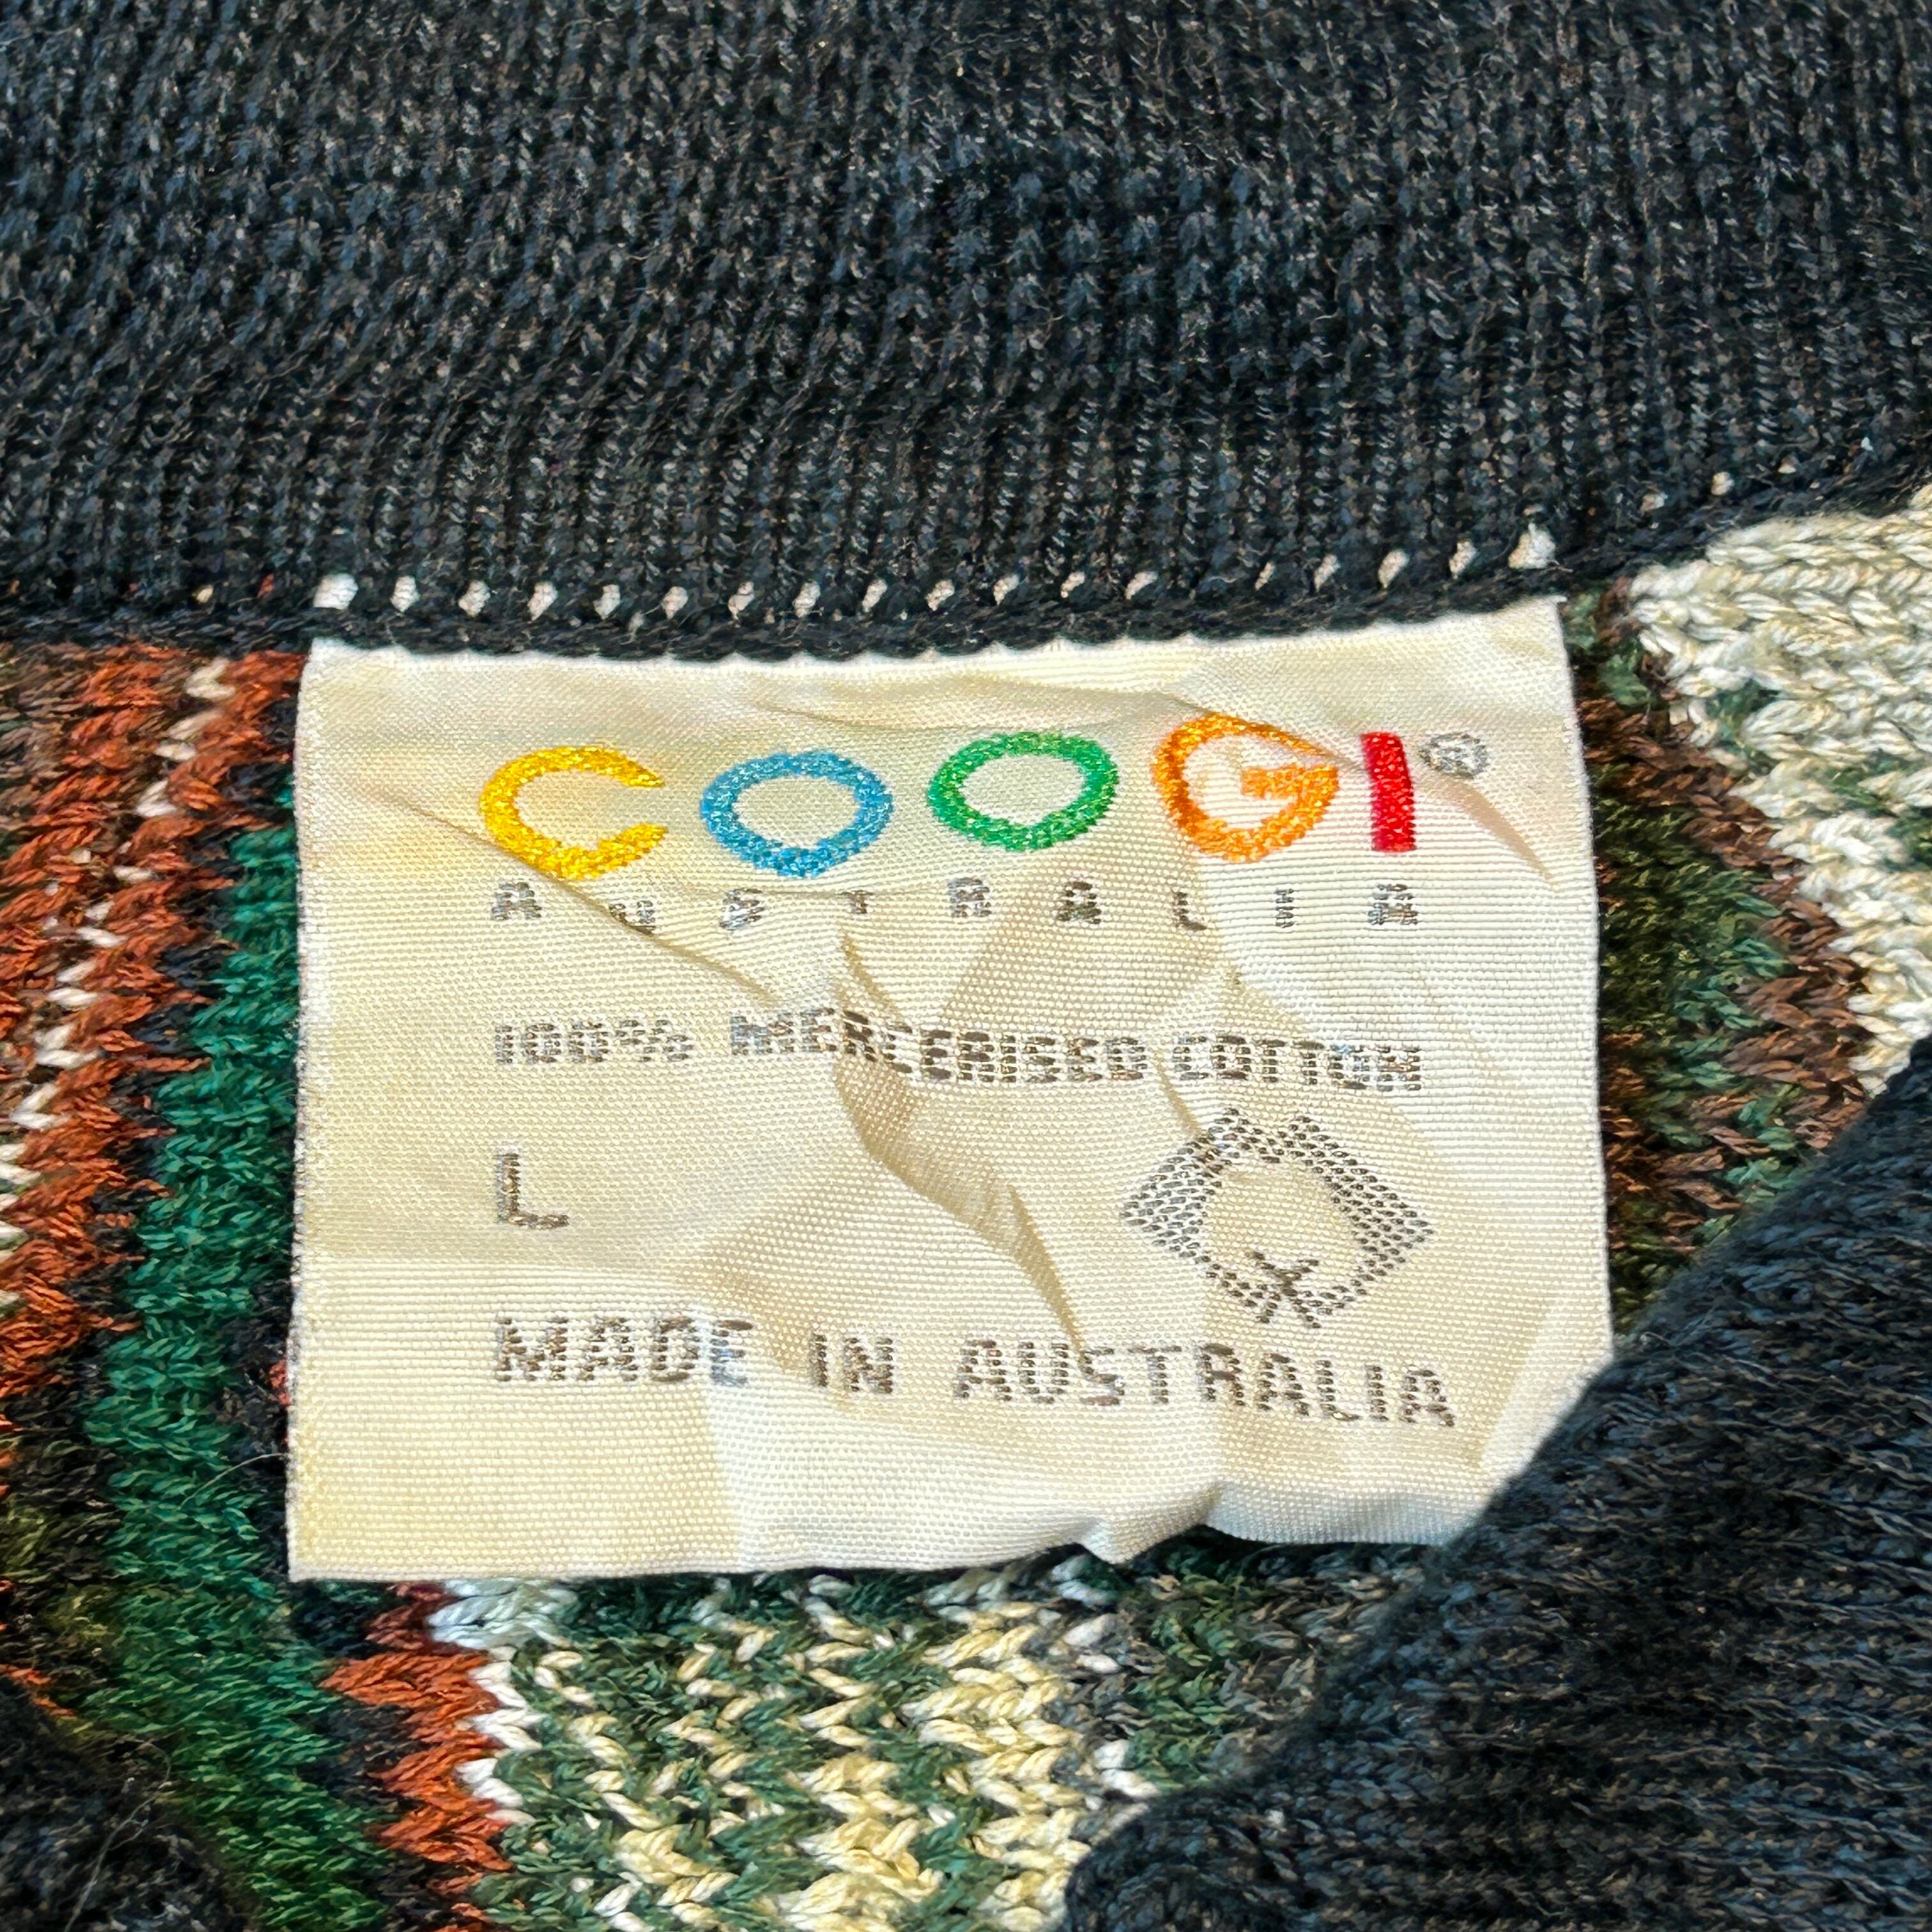 COOGI®
AUSTRALIA
100% MERCERISED COTTON
L
MADE IN AUSTRALIA